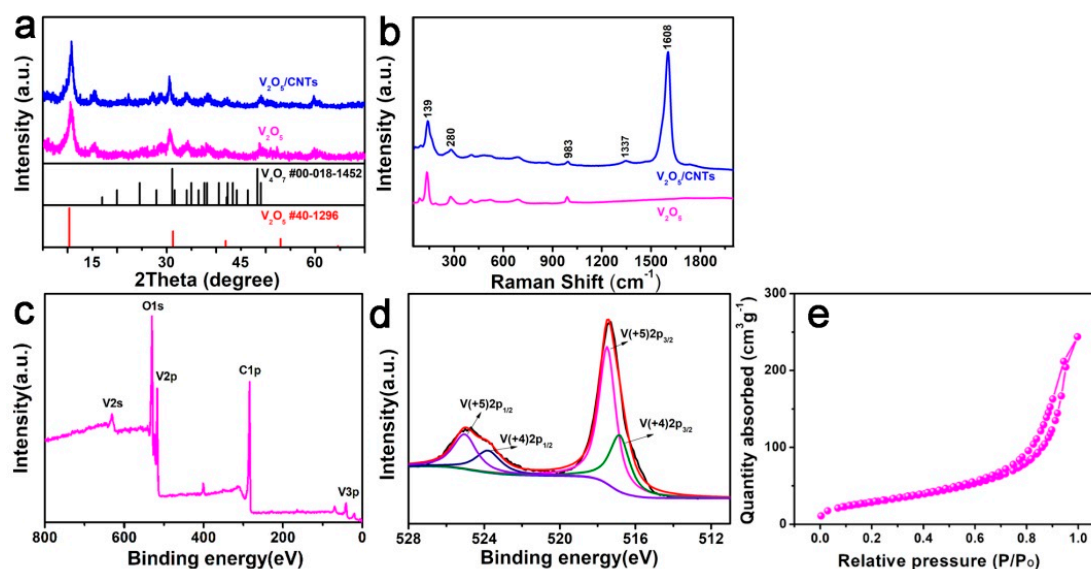 a
Intensity (a.u.)
V₂O₅/CNTs
V₂O₅
V₄O₇ #00-018-1452
V₂O₅ #40-1296
15 30 45 60
2Theta (degree)
b
Intensity (a.u.)
1608
139
280
983
1337
V₂O₅/CNTs
V₂O₅
300 600 900 1200 1500 1800
Raman Shift (cm⁻¹)
c
Intensity(a.u.)
O1s
V2p
C1p
V2s
V3p
800 600 400 200 0
Binding energy(eV)
d
Intensity(a.u.)
V(+5)2p₃/₂
V(+5)2p₁/₂
V(+4)2p₁/₂
V(+4)2p₃/₂
528 524 520 516 512
Binding energy(eV)
e
Quantity absorbed (cm³g⁻¹)
300
200
100
0
0.0 0.2 0.4 0.6 0.8 1.0
Relative pressure (P/P₀)